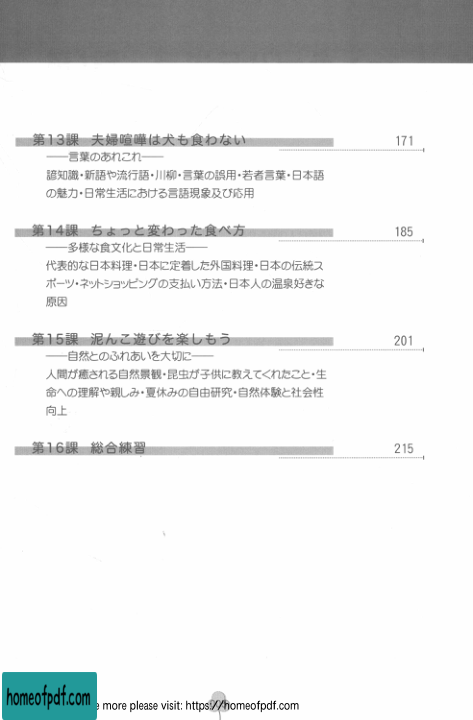 第13課 夫婦喧嘩は犬も食わない 171
――言葉のあれこれ――
諺知識・新語や流行語・川柳・言葉の誤用・若者言葉・日本語
の魅力・日常生活における言語現象及び応用
第14課 ちょっと変わった食べ方 185
――多様な食文化と日常生活――
代表的な日本料理・日本に定着した外国料理・日本の伝統ス
ポーツ・ネットショッピングの支払い方法・日本人の温泉好きな
原因
第15課 泥んこ遊びを楽しもう 201
――自然とのふれあいを大切に――
人間が癒される自然景観・昆虫が子供に教えてくれたこと・生
命への理解や親しみ・夏休みの自由研究・自然体験と社会性
向上
第16課 総合練習 215
homeofpdf.com
e more please visit: https://homeofpdf.com